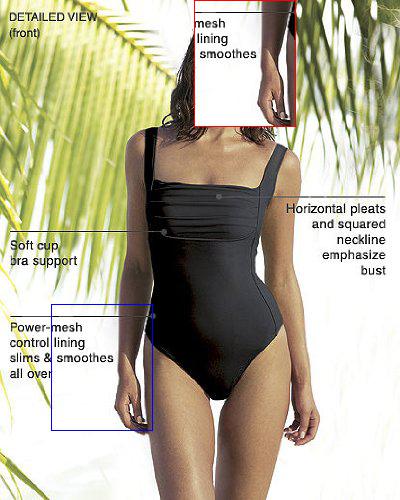 DETAILED VIEW
(front)
mesh
lining
smoothes
Horizontal pleats
and squared
neckline
emphasize
bust
Soft cup
bra support
Power-mesh
control lining
slims & smoothes
all over